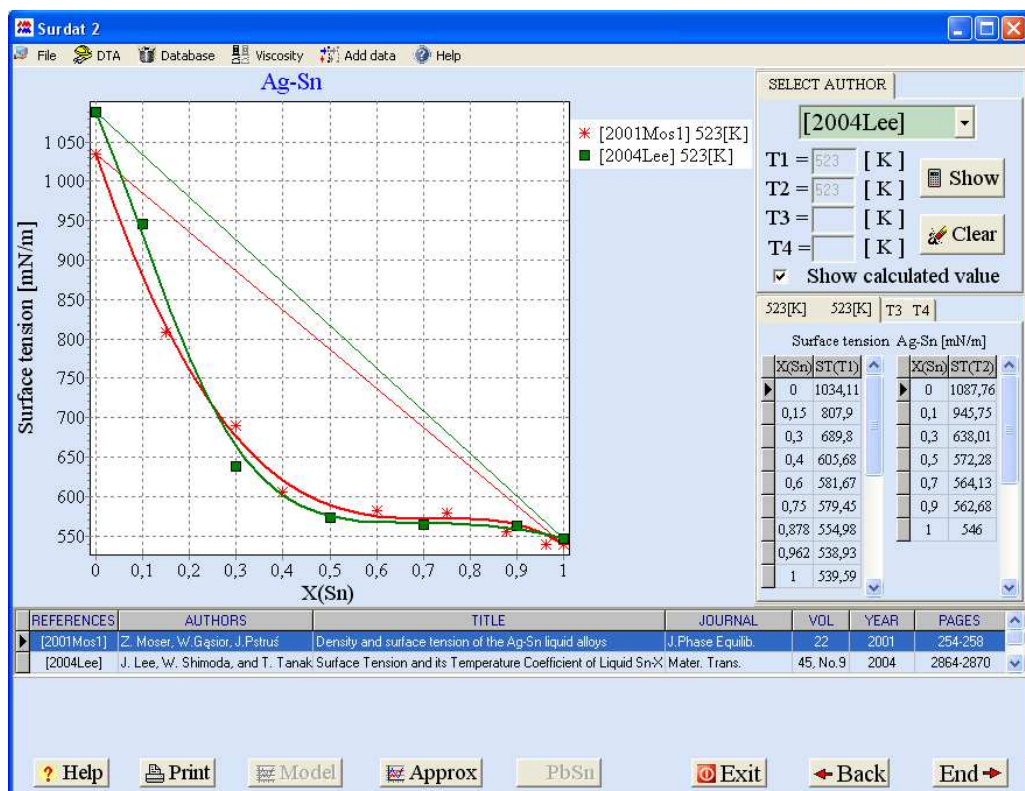 Surdat 2
File DTA Database Viscosity Add data Help
Ag-Sn
Surface tension [mN/m]
1 050
1 000
950
900
850
800
750
700
650
600
550
0 0,1 0,2 0,3 0,4 0,5 0,6 0,7 0,8 0,9 1
X(Sn)
[2001Mos1] 523[K]
[2004Lee] 523[K]
SELECT AUTHOR
[2004Lee]
T1 = 523 [ K ]
T2 = 523 [ K ]
T3 = [ K ]
T4 = [ K ]
Show
Clear
Show calculated value
523[K] 523[K] T3 T4
Surface tension Ag-Sn [mN/m]
X(Sn) ST(T1) X(Sn) ST(T2)
0 1034,11 0 1087,76
0,15 807,9 0,1 945,75
0,3 689,8 0,3 638,01
0,4 605,68 0,5 572,28
0,6 581,67 0,7 564,13
0,75 579,45 0,9 562,68
0,878 554,98 1 546
0,962 538,93
1 539,59
REFERENCES AUTHORS TITLE JOURNAL VOL YEAR PAGES
[2001Mos1] Z. Moser, W.Gąsior, J.Pstruś Density and surface tension of the Ag-Sn liquid alloys J.Phase Equilib. 22 2001 254-258
[2004Lee] J. Lee, W. Shimoda, and T. Tanak Surface Tension and its Temperature Coefficient of Liquid Sn-X Mater. Trans. 45, No.9 2004 2864-2870
Help Print Model Approx PbSn Exit Back End